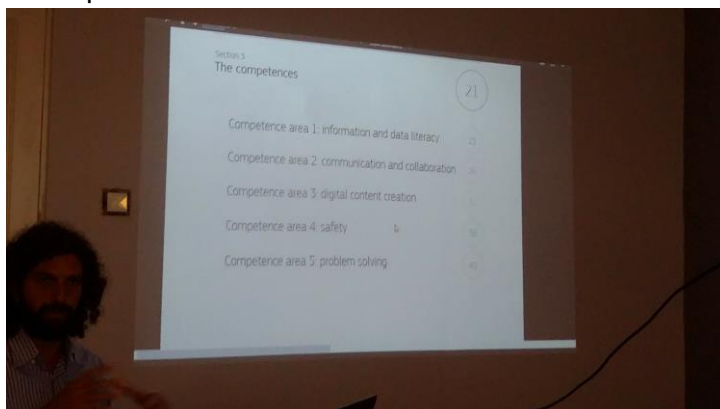 Section 3
The competences
21
Competence area 1: information and data literacy
Competence area 2: communication and collaboration
Competence area 3: digital content creation
Competence area 4: safety
Competence area 5: problem solving